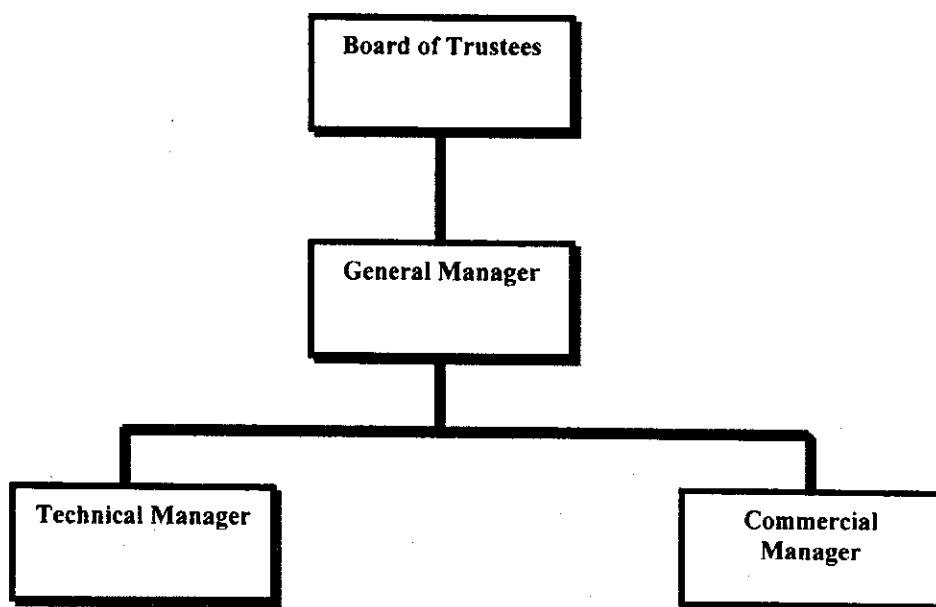 Board of Trustees
General Manager
Technical Manager
Commercial
Manager